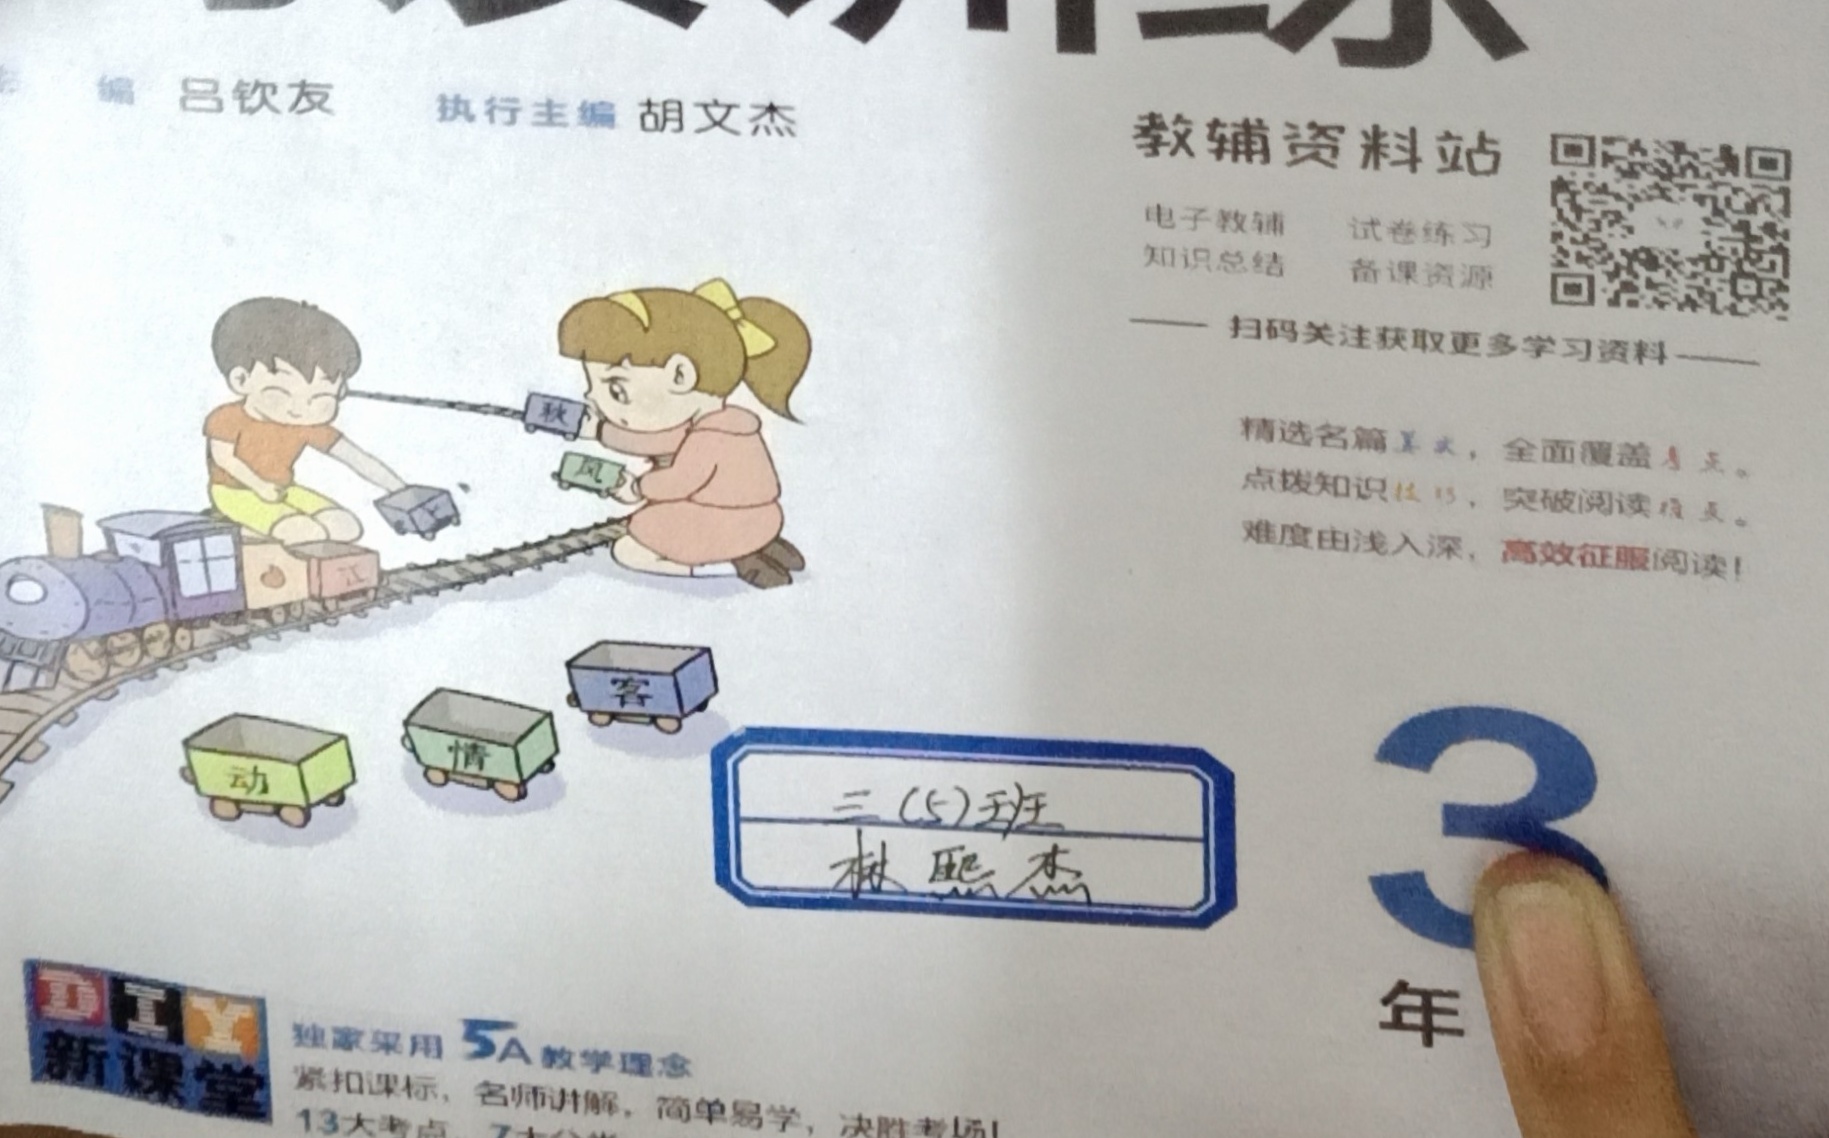 训练
编 吕钦友 执行主编 胡文杰
教辅资料站
电子教辅 试卷练习
知识总结 备课资源
扫码关注获取更多学习资料
精选名篇美文，全面覆盖考点。
点拨知识技巧，突破阅读难点。
难度由浅入深，高效征服阅读！
秋
风
江
客
情
动
三（5）班
林熙杰
3
年
DIY
新课堂
独家采用5A教学理念
紧扣课标，名师讲解，简单易学，决胜考场！
13大考点